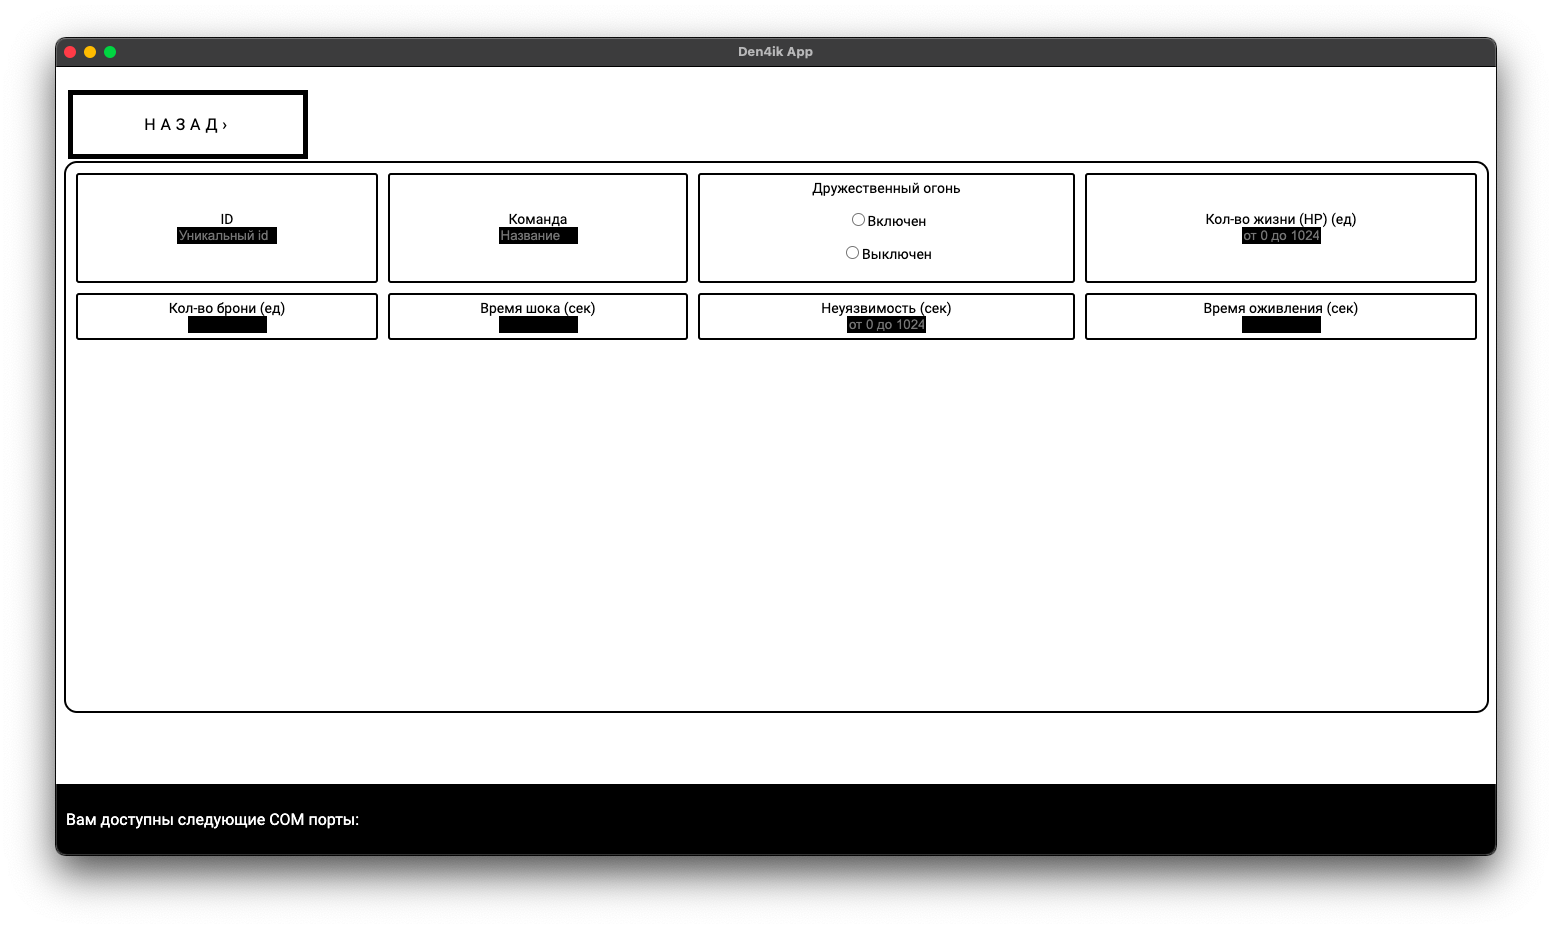 Den4ik App
НАЗАД›
ID
Уникальный id
Команда
Название
Дружественный огонь
Включен
Выключен
Кол-во жизни (HP) (ед)
от 0 до 1024
Кол-во брони (ед)
Время шока (сек)
Неуязвимость (сек)
от 0 до 1024
Время оживления (сек)
Вам доступны следующие COM порты: